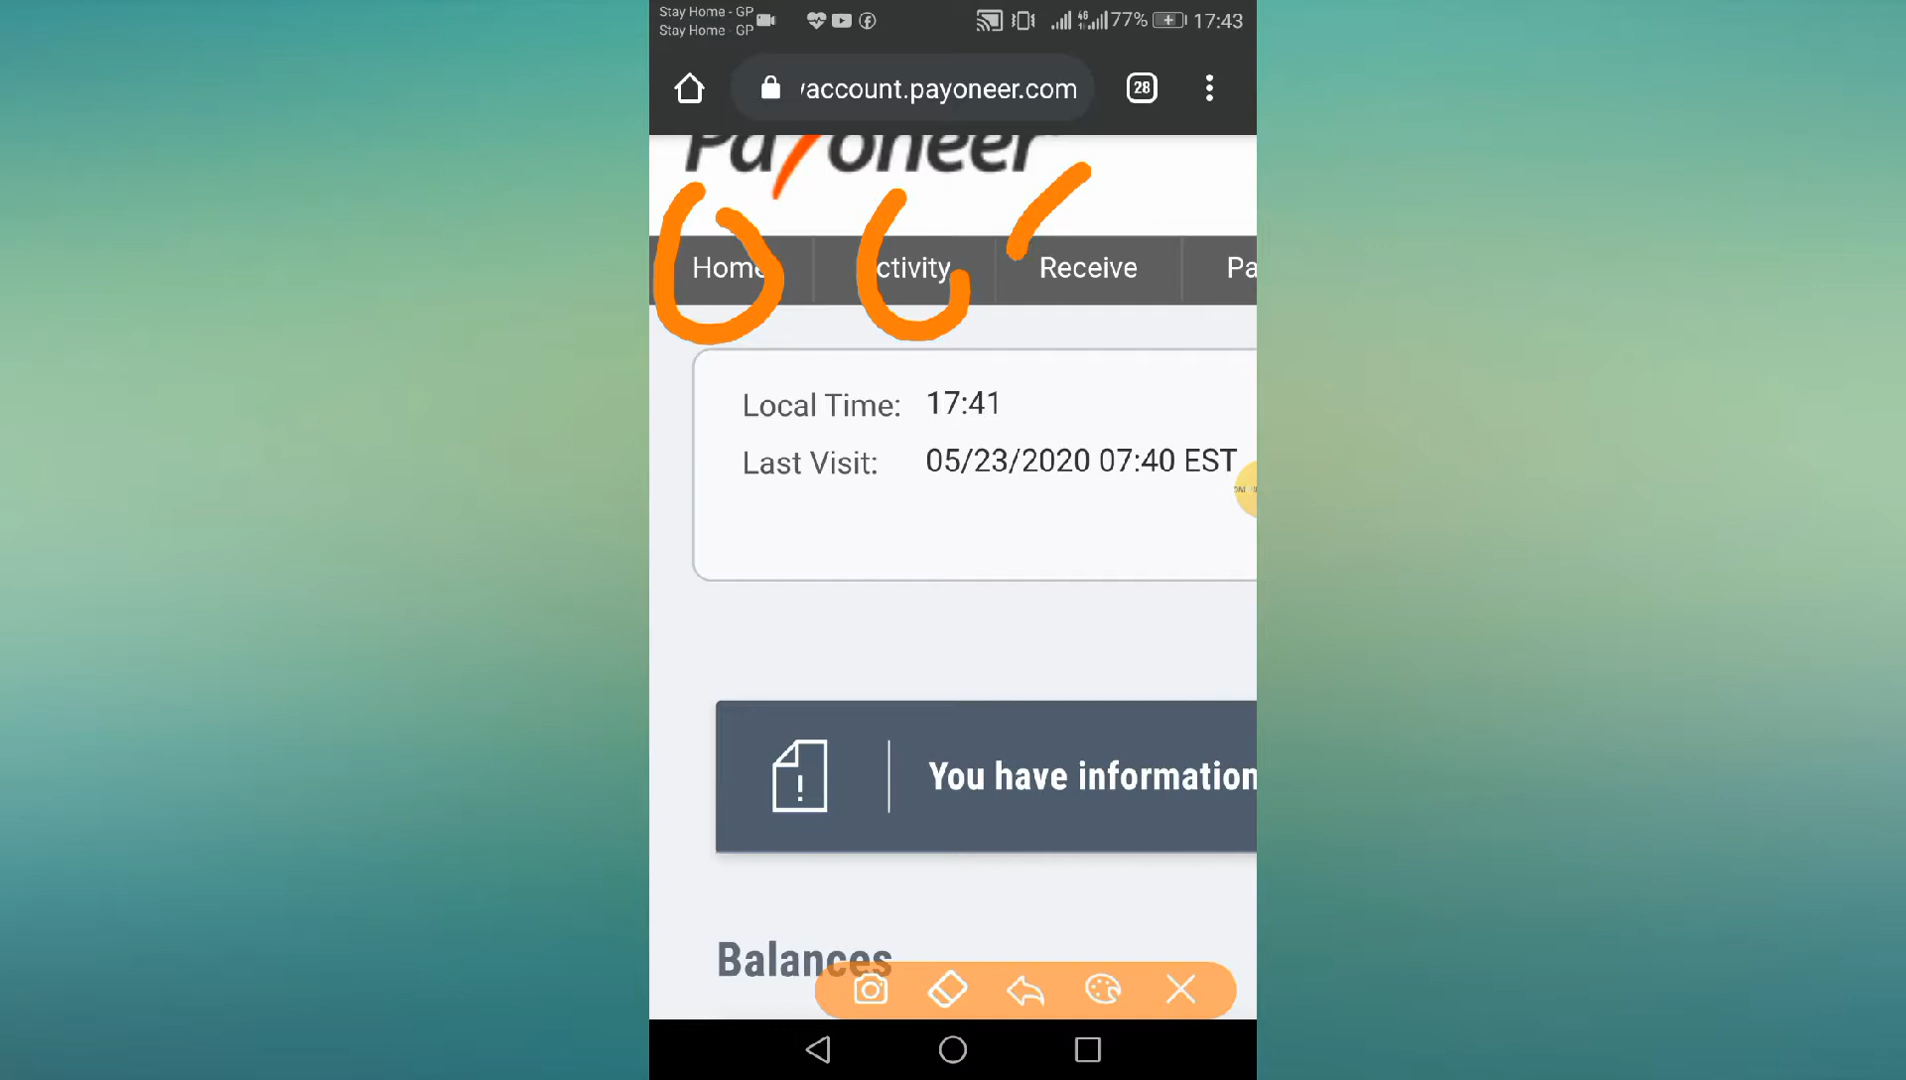 Stay Home - GP
Stay Home - GP
77% 17:43
account.payoneer.com 28
Payoneer
Home ctivity Receive Pa
Local Time: 17:41
Last Visit: 05/23/2020 07:40 EST
You have information
Balances